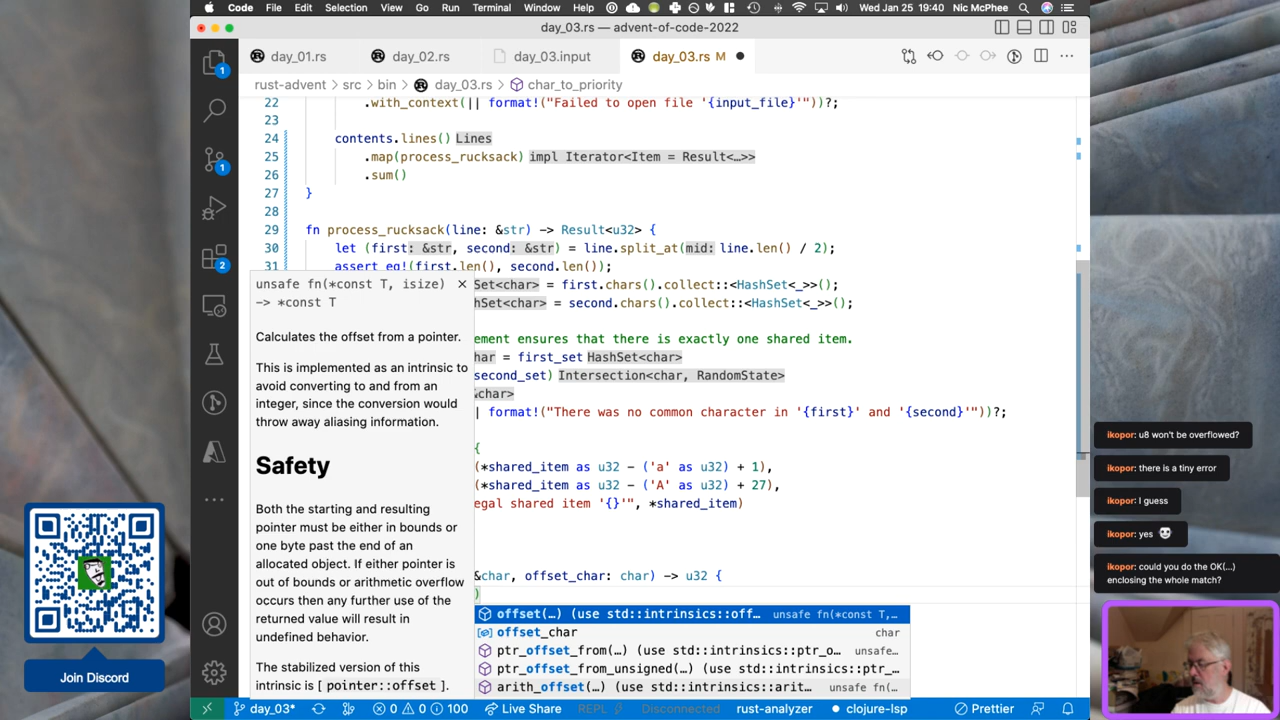 Code File Edit Selection View Go Run Terminal Window Help Wed Jan 25 19:40 Nic McPhee
day_03.rs — advent-of-code-2022
day_01.rs day_02.rs day_03.input day_03.rs M
rust-advent › src › bin › day_03.rs › char_to_priority
22 .with_context(|| format!("Failed to open file '{input_file}'"))?;
23
24 contents.lines() Lines
25 .map(process_rucksack) impl Iterator<Item = Result<…>>
26 .sum()
27 }
28
29 fn process_rucksack(line: &str) -> Result<u32> {
30 let (first: &str, second: &str) = line.split_at(mid: line.len() / 2);
31 assert_eq!(first.len(), second.len());
Set<char> = first.chars().collect::<HashSet<_>>();
hSet<char> = second.chars().collect::<HashSet<_>>();
ement ensures that there is exactly one shared item.
har = first_set HashSet<char>
second_set) Intersection<char, RandomState>
&char>
| format!("There was no common character in '{first}' and '{second}'"))?;
{
(*shared_item as u32 - ('a' as u32) + 1),
(*shared_item as u32 - ('A' as u32) + 27),
egal shared item '{}'", *shared_item)
&char, offset_char: char) -> u32 {
)
unsafe fn(*const T, isize)
-> *const T
Calculates the offset from a pointer.
This is implemented as an intrinsic to
avoid converting to and from an
integer, since the conversion would
throw away aliasing information.
Safety
Both the starting and resulting
pointer must be either in bounds or
one byte past the end of an
allocated object. If either pointer is
out of bounds or arithmetic overflow
occurs then any further use of the
returned value will result in
undefined behavior.
The stabilized version of this
intrinsic is [ pointer::offset ].
offset(…) (use std::intrinsics::off… unsafe fn(*const T,…
offset_char char
ptr_offset_from(…) (use std::intrinsics::ptr_o… unsafe…
ptr_offset_from_unsigned(…) (use std::intrinsics::ptr_…
arith_offset(…) (use std::intrinsics::arit… unsafe fn(…
1
1
2
day_03* 0 0 100 Live Share REPL Disconnected rust-analyzer clojure-lsp Prettier
Join Discord
ikopor: u8 won't be overflowed?
ikopor: there is a tiny error
ikopor: I guess
ikopor: yes
ikopor: could you do the OK(...)
enclosing the whole match?